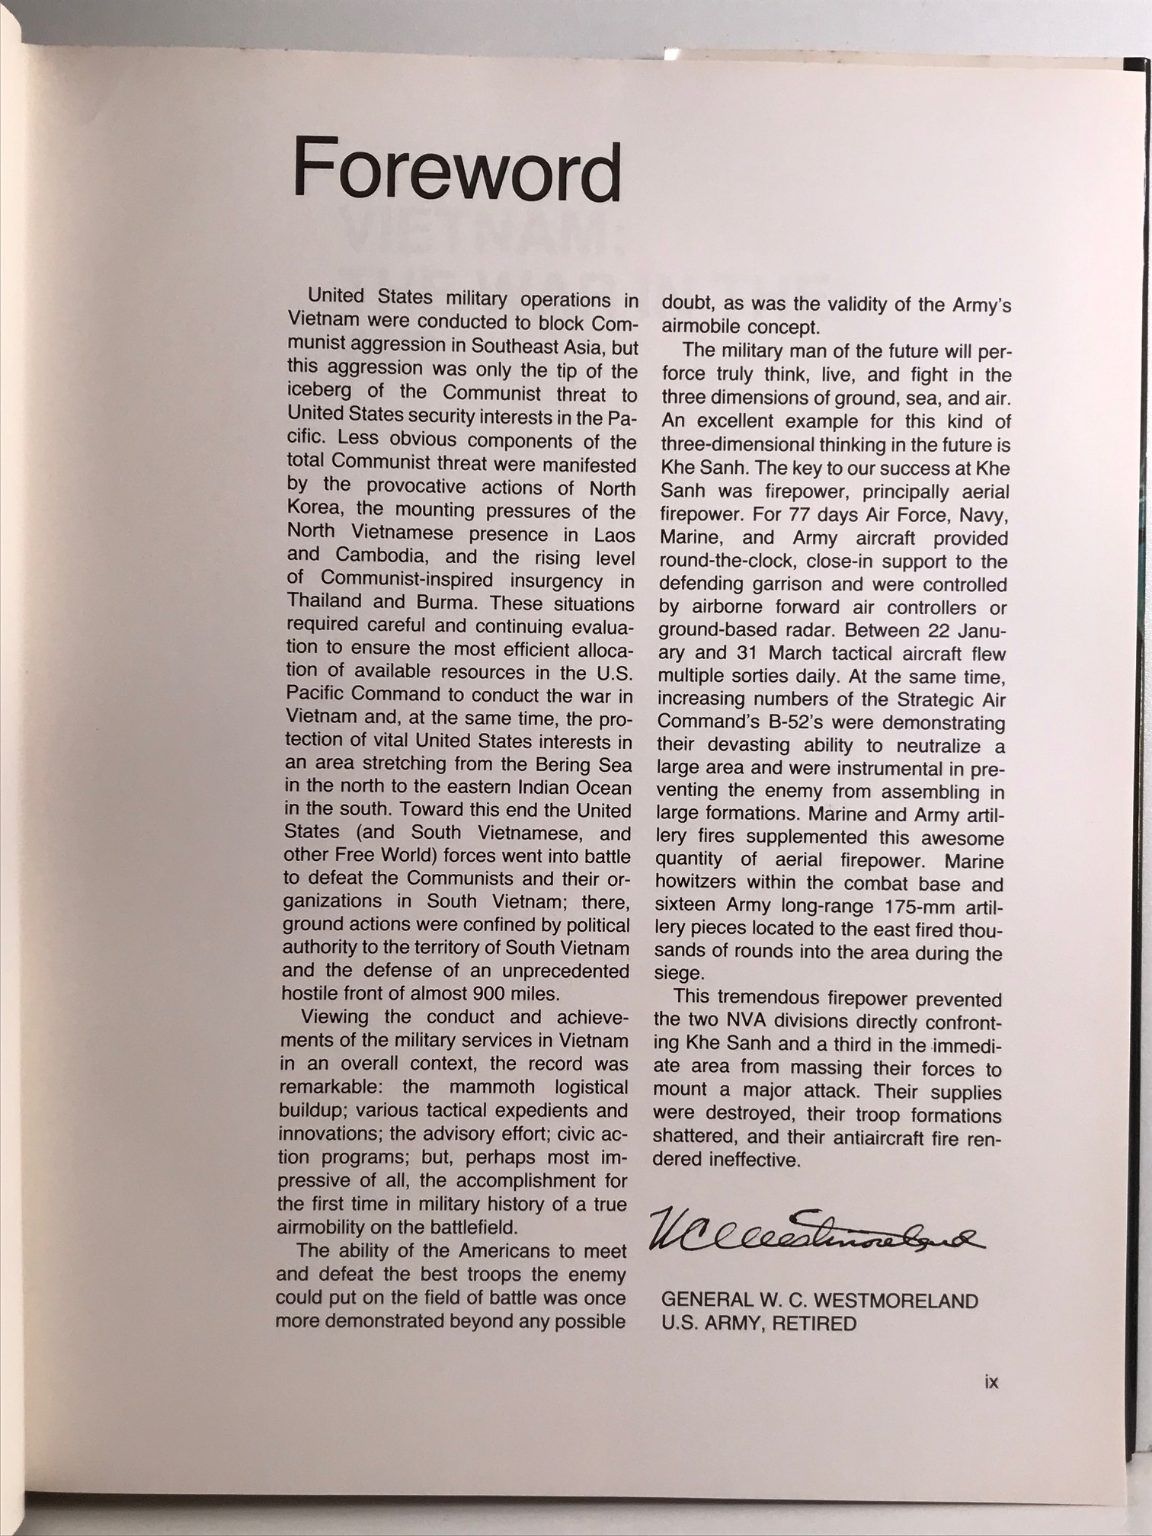 Foreword
United States military operations in
Vietnam were conducted to block Com-
munist aggression in Southeast Asia, but
this aggression was only the tip of the
iceberg of the Communist threat to
United States security interests in the Pa-
cific. Less obvious components of the
total Communist threat were manifested
by the provocative actions of North
Korea, the mounting pressures of the
North Vietnamese presence in Laos
and Cambodia, and the rising level
of Communist-inspired insurgency in
Thailand and Burma. These situations
required careful and continuing evalua-
tion to ensure the most efficient alloca-
tion of available resources in the U.S.
Pacific Command to conduct the war in
Vietnam and, at the same time, the pro-
tection of vital United States interests in
an area stretching from the Bering Sea
in the north to the eastern Indian Ocean
in the south. Toward this end the United
States (and South Vietnamese, and
other Free World) forces went into battle
to defeat the Communists and their or-
ganizations in South Vietnam; there,
ground actions were confined by political
authority to the territory of South Vietnam
and the defense of an unprecedented
hostile front of almost 900 miles.
Viewing the conduct and achieve-
ments of the military services in Vietnam
in an overall context, the record was
remarkable: the mammoth logistical
buildup; various tactical expedients and
innovations; the advisory effort; civic ac-
tion programs; but, perhaps most im-
pressive of all, the accomplishment for
the first time in military history of a true
airmobility on the battlefield.
The ability of the Americans to meet
and defeat the best troops the enemy
could put on the field of battle was once
more demonstrated beyond any possible
doubt, as was the validity of the Army's
airmobile concept.
The military man of the future will per-
force truly think, live, and fight in the
three dimensions of ground, sea, and air.
An excellent example for this kind of
three-dimensional thinking in the future is
Khe Sanh. The key to our success at Khe
Sanh was firepower, principally aerial
firepower. For 77 days Air Force, Navy,
Marine, and Army aircraft provided
round-the-clock, close-in support to the
defending garrison and were controlled
by airborne forward air controllers or
ground-based radar. Between 22 Janu-
ary and 31 March tactical aircraft flew
multiple sorties daily. At the same time,
increasing numbers of the Strategic Air
Command's B-52's were demonstrating
their devasting ability to neutralize a
large area and were instrumental in pre-
venting the enemy from assembling in
large formations. Marine and Army artil-
lery fires supplemented this awesome
quantity of aerial firepower. Marine
howitzers within the combat base and
sixteen Army long-range 175-mm artil-
lery pieces located to the east fired thou-
sands of rounds into the area during the
siege.
This tremendous firepower prevented
the two NVA divisions directly confront-
ing Khe Sanh and a third in the immedi-
ate area from massing their forces to
mount a major attack. Their supplies
were destroyed, their troop formations
shattered, and their antiaircraft fire ren-
dered ineffective.
W C Westmoreland
GENERAL W. C. WESTMORELAND
U.S. ARMY, RETIRED
ix